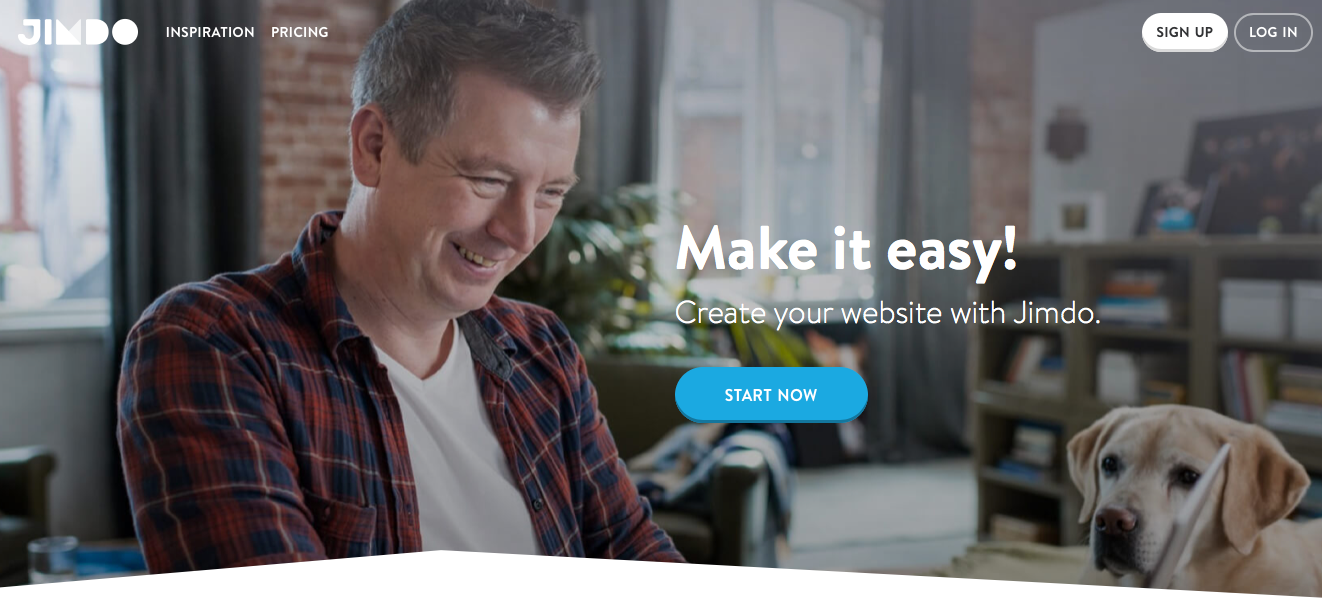 JIMDO
INSPIRATION PRICING
SIGN UP LOG IN
Make it easy!
Create your website with Jimdo.
START NOW